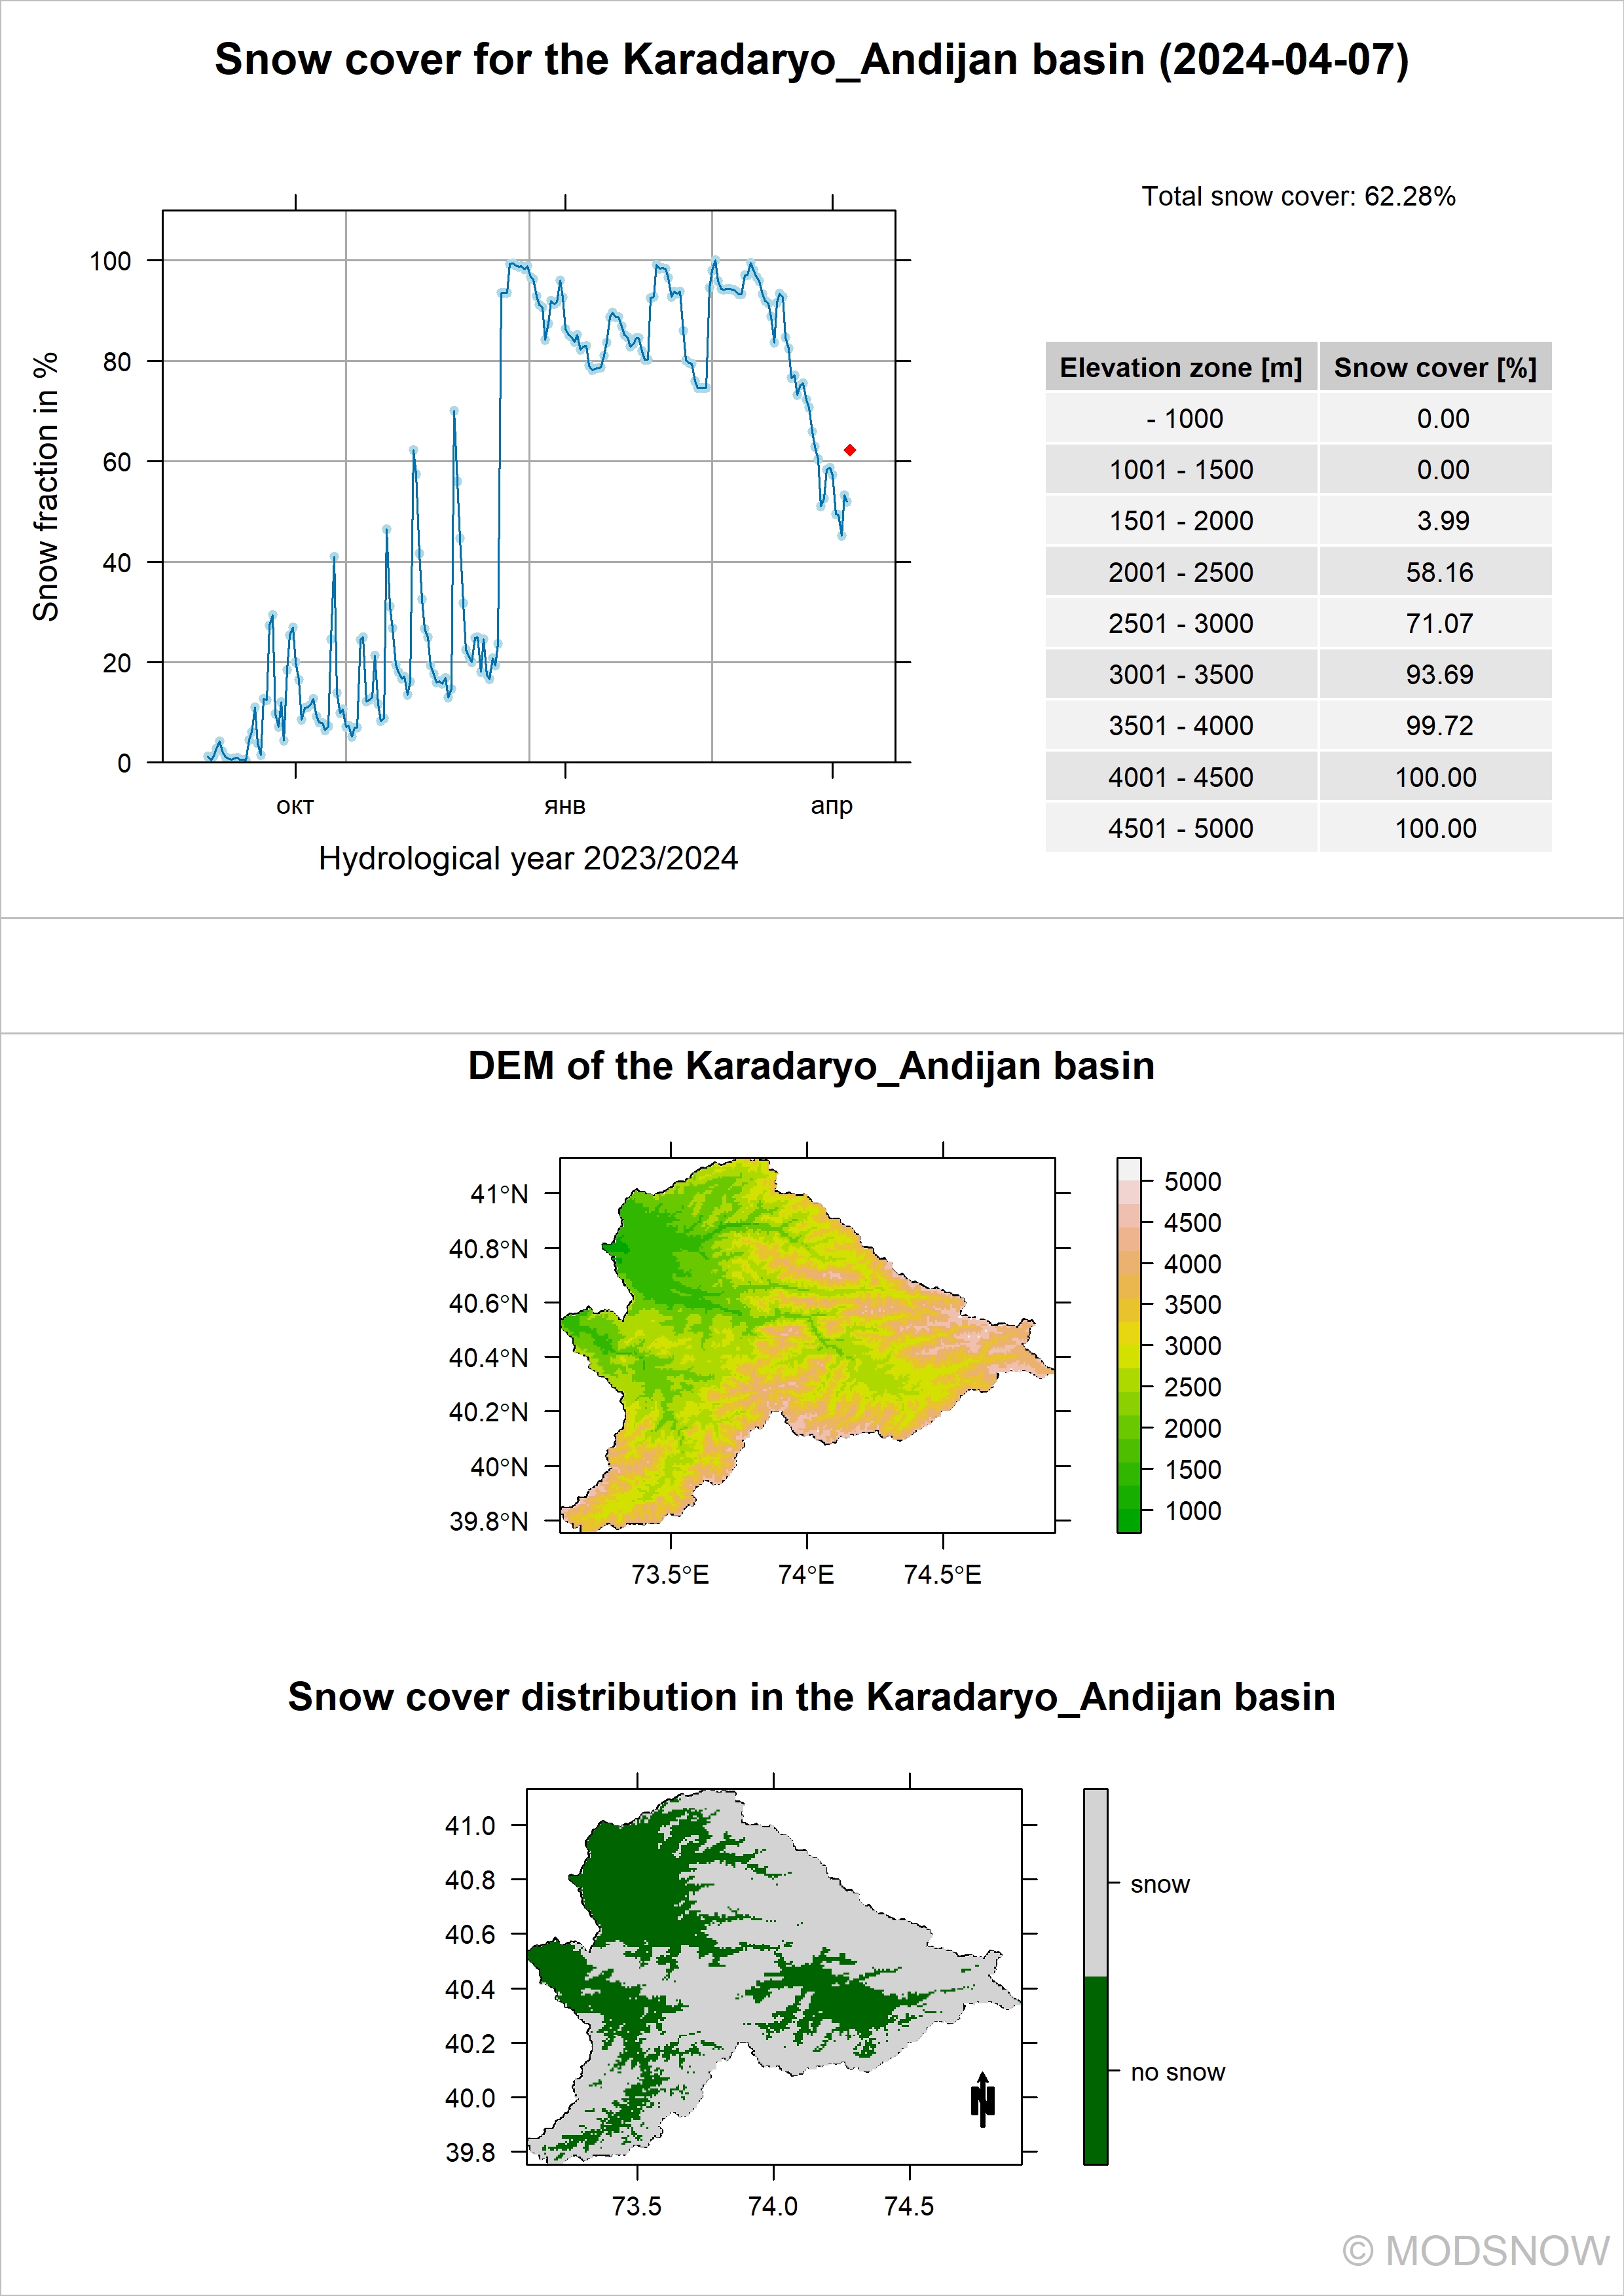 Snow cover for the Karadaryo_Andijan basin (2024-04-07)
Total snow cover: 62.28%
Snow fraction in %
100
80
60
40
20
0
окт
янв
апр
Hydrological year 2023/2024
Elevation zone [m] Snow cover [%]
- 1000 0.00
1001 - 1500 0.00
1501 - 2000 3.99
2001 - 2500 58.16
2501 - 3000 71.07
3001 - 3500 93.69
3501 - 4000 99.72
4001 - 4500 100.00
4501 - 5000 100.00
DEM of the Karadaryo_Andijan basin
41°N
40.8°N
40.6°N
40.4°N
40.2°N
40°N
39.8°N
73.5°E
74°E
74.5°E
5000
4500
4000
3500
3000
2500
2000
1500
1000
Snow cover distribution in the Karadaryo_Andijan basin
41.0
40.8
40.6
40.4
40.2
40.0
39.8
73.5
74.0
74.5
N
snow
no snow
© MODSNOW